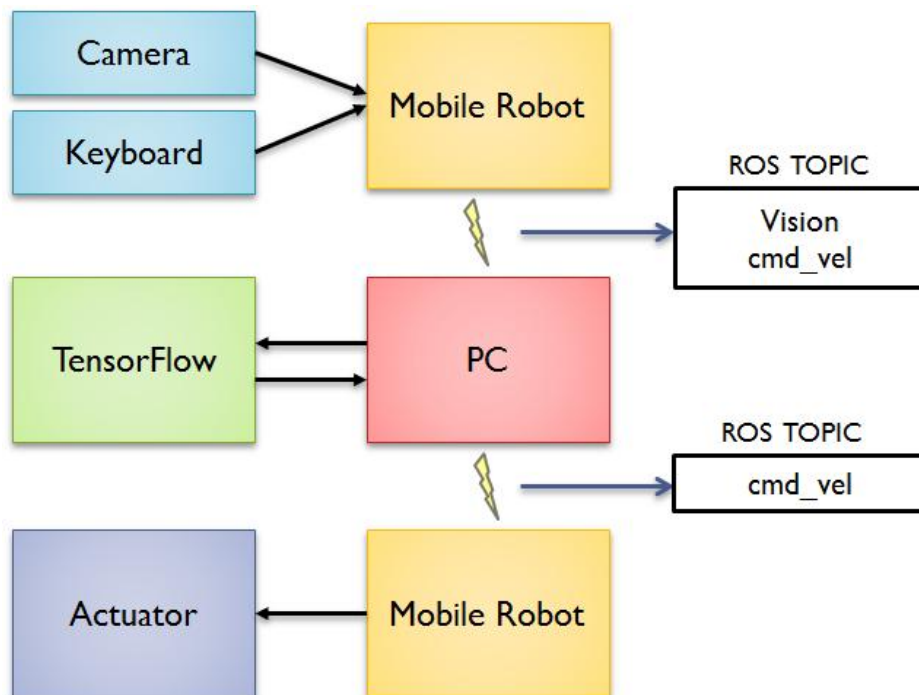 Camera
Mobile Robot
Keyboard
ROS TOPIC
Vision
cmd_vel
TensorFlow
PC
ROS TOPIC
cmd_vel
Actuator
Mobile Robot